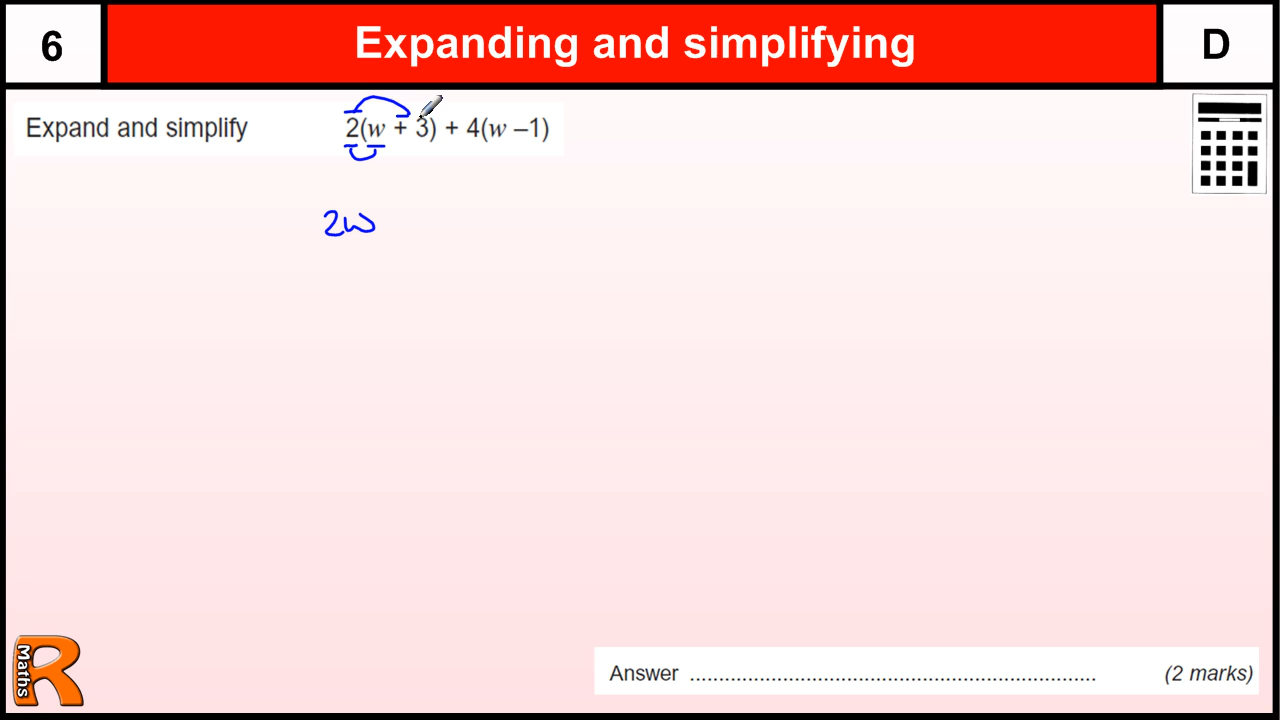 6
Expanding and simplifying
D
Expand and simplify 2(w + 3) + 4(w –1)
2w
R Maths
Answer ...................................................................... (2 marks)